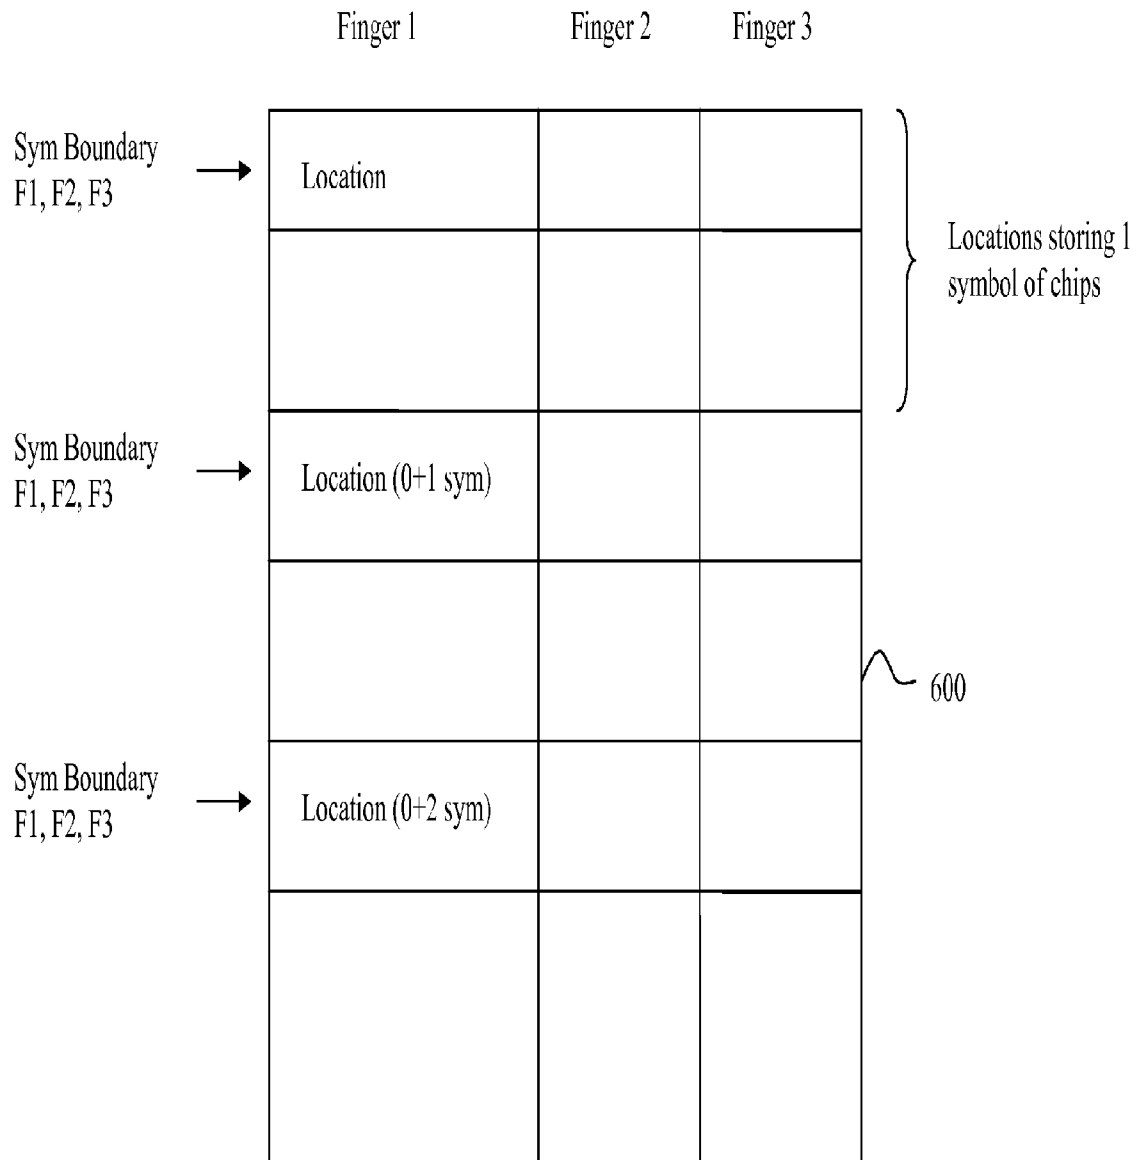 Finger 1 Finger 2 Finger 3
Sym Boundary
F1, F2, F3
Location
Locations storing 1
symbol of chips
Sym Boundary
F1, F2, F3
Location (0+1 sym)
600
Sym Boundary
F1, F2, F3
Location (0+2 sym)